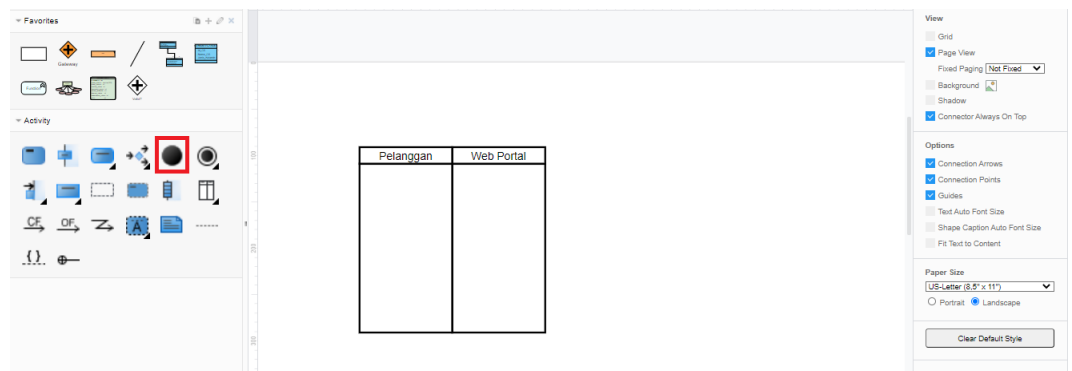 Favorites
Gateway
Activity
CF
OF
A
{ }
100
200
300
Pelanggan
Web Portal
View
Grid
Page View
Fixed Paging Not Fixed
Background
Shadow
Connector Always On Top
Options
Connection Arrows
Connection Points
Guides
Text Auto Font Size
Shape Caption Auto Font Size
Fit Text to Content
Paper Size
US-Letter (8.5" x 11")
Portrait Landscape
Clear Default Style